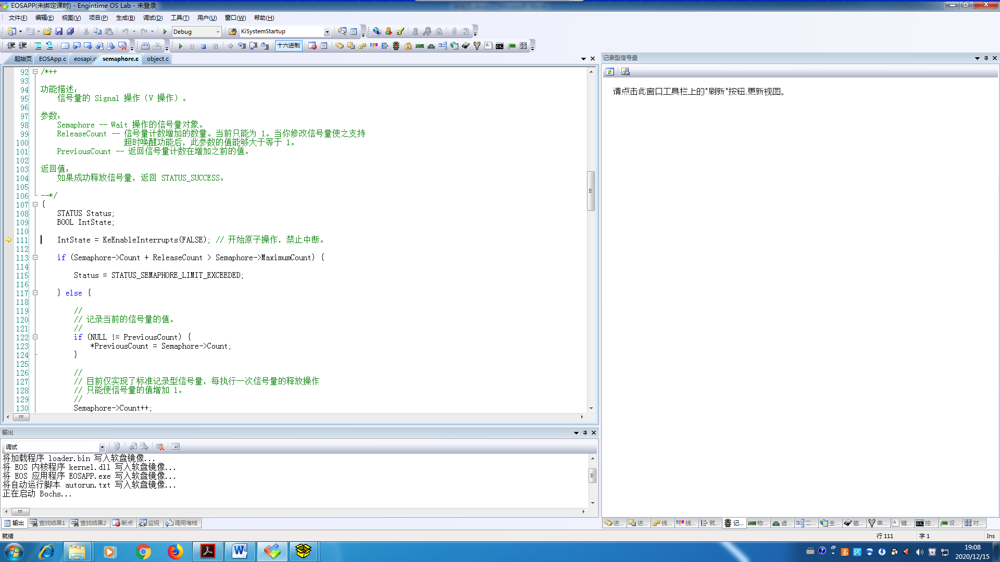 EOSAPP(未绑定课时) - Engintime OS Lab - 未登录
文件(F) 编辑(E) 视图(V) 项目(P) 生成(B) 调试(D) 工具(T) 用户(U) 窗口(W) 帮助(H)
Debug KiSystemStartup
十六进制
起始页 EOSApp.c eosapi.c semaphore.c object.c
92 /*++
93
94 功能描述:
95 信号量的 Signal 操作（V 操作）。
96
97 参数:
98 Semaphore -- Wait 操作的信号量对象。
99 ReleaseCount -- 信号量计数增加的数量。当前只能为 1。当你修改信号量使之支持
100 超时唤醒功能后，此参数的值能够大于等于 1。
101 PreviousCount -- 返回信号量计数在增加之前的值。
102
103 返回值:
104 如果成功释放信号量，返回 STATUS_SUCCESS。
105
106 --*/
107 {
108 STATUS Status;
109 BOOL IntState;
110
111 IntState = KeEnableInterrupts(FALSE); // 开始原子操作，禁止中断。
112
113 if (Semaphore->Count + ReleaseCount > Semaphore->MaximumCount) {
114
115 Status = STATUS_SEMAPHORE_LIMIT_EXCEEDED;
116
117 } else {
118
119 //
120 // 记录当前的信号量的值。
121 //
122 if (NULL != PreviousCount) {
123 *PreviousCount = Semaphore->Count;
124 }
125
126 //
127 // 目前仅实现了标准记录型信号量，每执行一次信号量的释放操作
128 // 只能使信号量的值增加 1。
129 //
130 Semaphore->Count++;
记录型信号量
请点击此窗口工具栏上的"刷新"按钮,更新视图。
输出
调试
将加载程序 loader.bin 写入软盘镜像...
将 EOS 内核程序 kernel.dll 写入软盘镜像...
将 EOS 应用程序 EOSAPP.exe 写入软盘镜像...
将自动运行脚本 autorun.txt 写入软盘镜像...
正在启动 Bochs...
输出 查找结果1 查找结果2 断点 监视 调用堆栈
进... 进... 线... 线... 就... 记... 物... 虚... 二... 全... 磁... 串... 键... 控... 设... 对...
就绪 行 111 字 1 Ins
19:08
2020/12/15